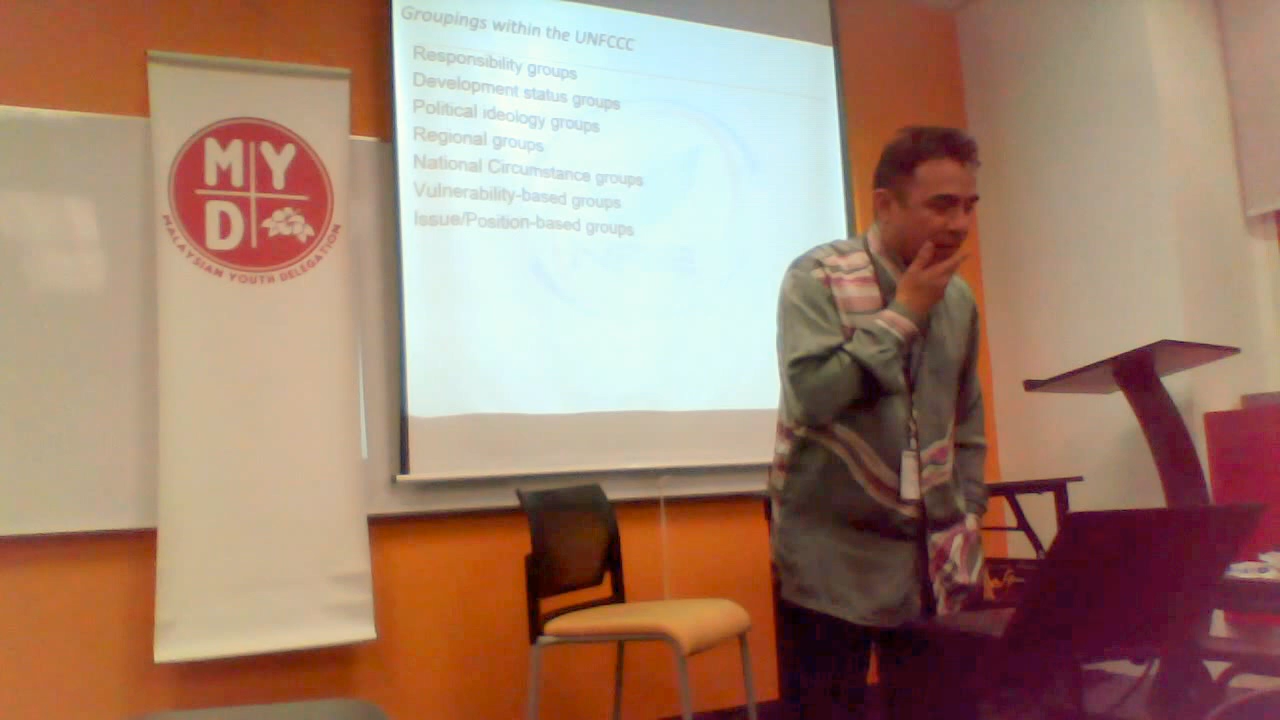 Groupings within the UNFCCC
Responsibility groups
Development status groups
Political ideology groups
Regional groups
National Circumstance groups
Vulnerability-based groups
Issue/Position-based groups
MY
D
MALAYSIAN YOUTH DELEGATION